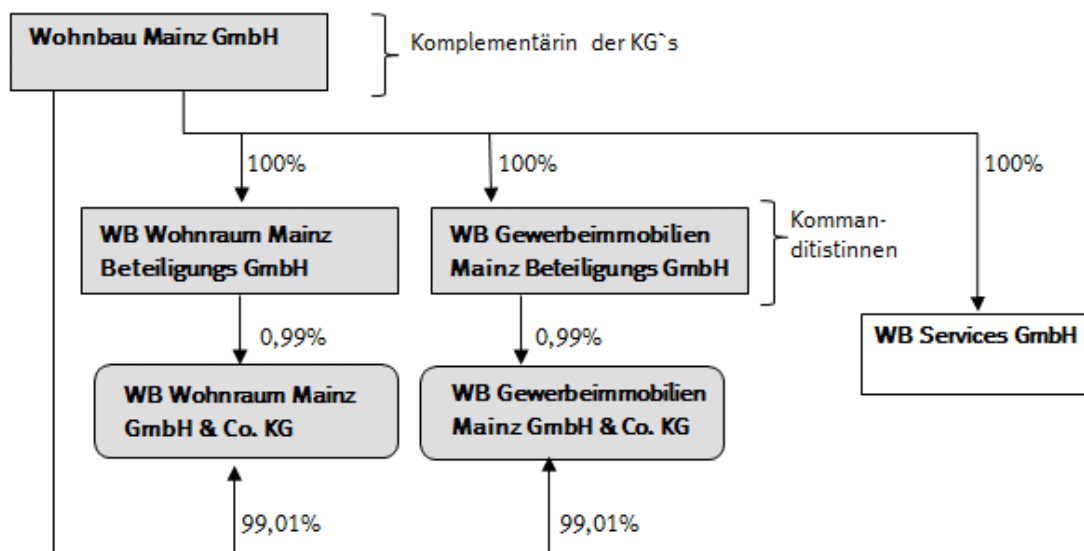 Wohnbau Mainz GmbH
Komplementärin der KG`s
100%
100%
100%
WB Wohnraum Mainz
Beteiligungs GmbH
WB Gewerbeimmobilien
Mainz Beteiligungs GmbH
Komman-
ditistinnen
0,99%
0,99%
WB Services GmbH
WB Wohnraum Mainz
GmbH & Co. KG
WB Gewerbeimmobilien
Mainz GmbH & Co. KG
99,01%
99,01%